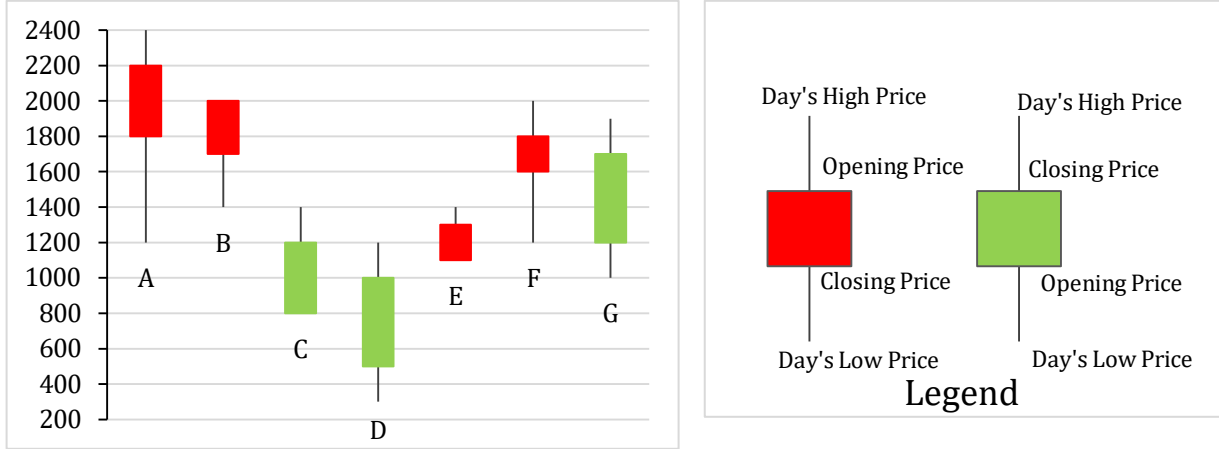 2400
2200
2000
1800
1600
1400
1200
1000
800
600
400
200
A
B
C
D
E
F
G
Day's High Price
Day's High Price
Opening Price
Closing Price
Closing Price
Opening Price
Day's Low Price
Day's Low Price
Legend